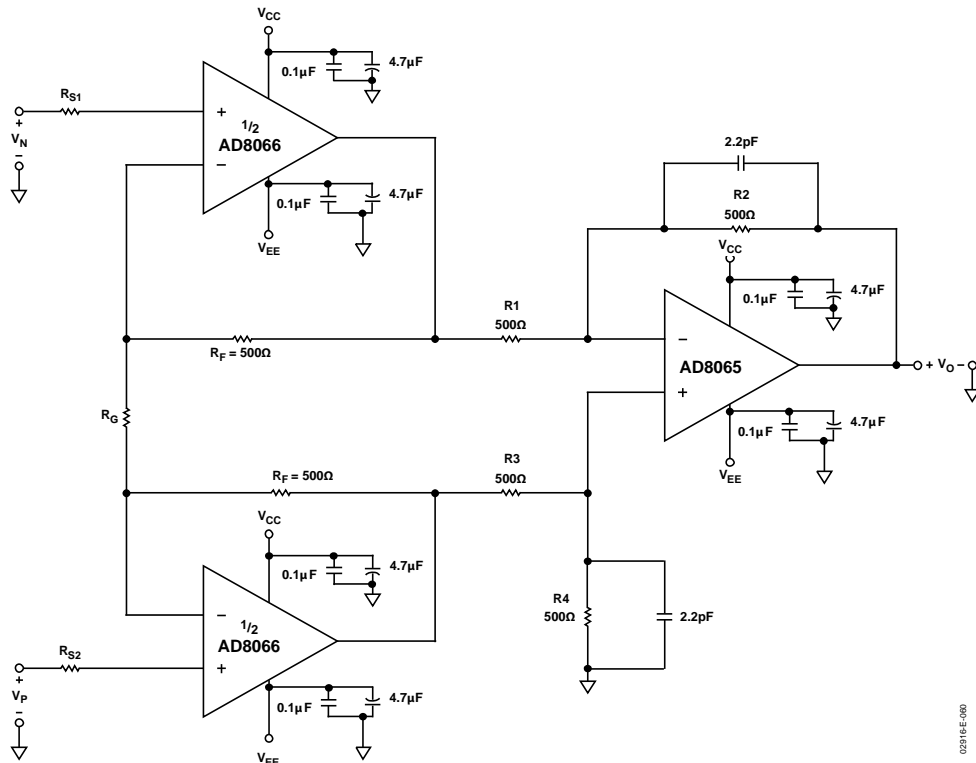 VCC
4.7µF
0.1µF
RS1
+
VN
–
+
1/2
AD8066
–
4.7µF
0.1µF
VEE
2.2pF
R2
500Ω
VCC
4.7µF
0.1µF
R1
500Ω
RF = 500Ω
–
AD8065
+
+ VO –
4.7µF
0.1µF
VEE
RG
R3
500Ω
RF = 500Ω
VCC
4.7µF
0.1µF
–
1/2
AD8066
+
R4
500Ω
2.2pF
RS2
+
VP
–
4.7µF
0.1µF
VEE
02916-E-060